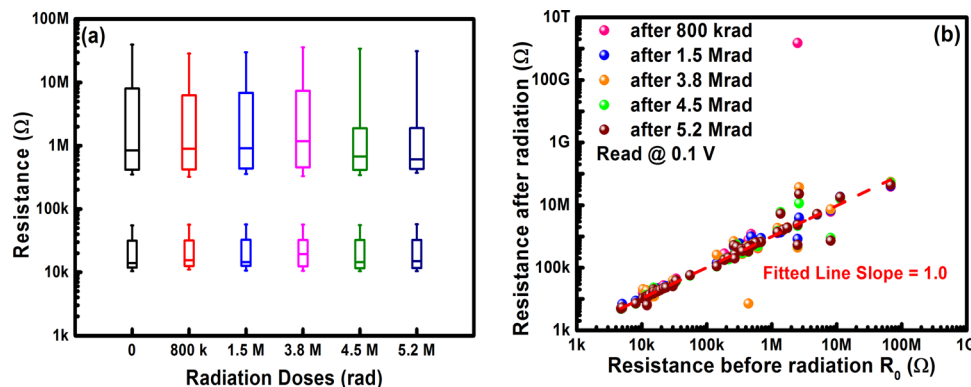 (a)
Resistance (Ω)
100M
10M
1M
100k
10k
1k
0 800 k 1.5 M 3.8 M 4.5 M 5.2 M
Radiation Doses (rad)
(b)
Resistance after radiation (Ω)
10T
100G
1G
10M
100k
1k
after 800 krad
after 1.5 Mrad
after 3.8 Mrad
after 4.5 Mrad
after 5.2 Mrad
Read @ 0.1 V
Fitted Line Slope = 1.0
1k 10k 100k 1M 10M 100M
Resistance before radiation R0 (Ω)